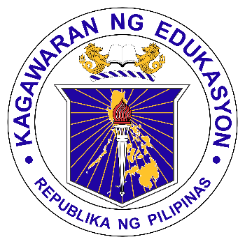 KAGAWARAN NG EDUKASYON
REPUBLIKA NG PILIPINAS